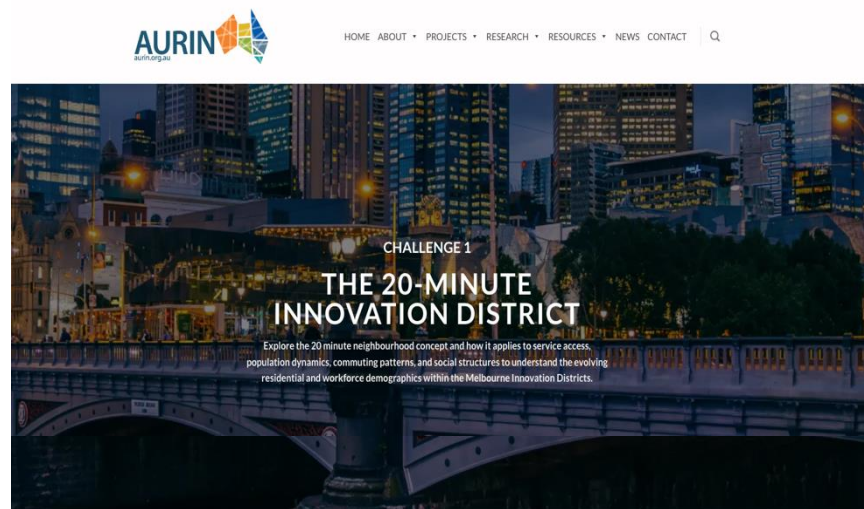 AURIN
aurin.org.au
HOME ABOUT PROJECTS RESEARCH RESOURCES NEWS CONTACT
CHALLENGE 1
THE 20-MINUTE
INNOVATION DISTRICT
Explore the 20 minute neighbourhood concept and how it applies to service access,
population dynamics, commuting patterns, and social structures to understand the evolving
residential and workforce demographics within the Melbourne Innovation Districts.